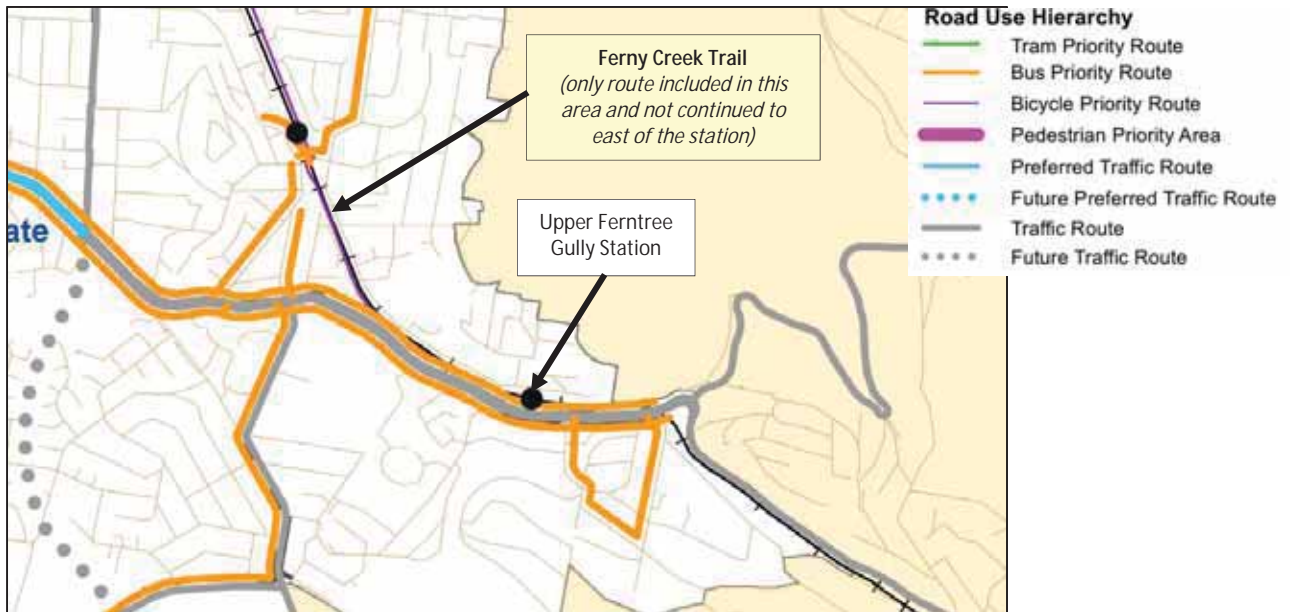 Ferny Creek Trail
(only route included in this
area and not continued to
east of the station)
Upper Ferntree
Gully Station
ate
Road Use Hierarchy
Tram Priority Route
Bus Priority Route
Bicycle Priority Route
Pedestrian Priority Area
Preferred Traffic Route
Future Preferred Traffic Route
Traffic Route
Future Traffic Route